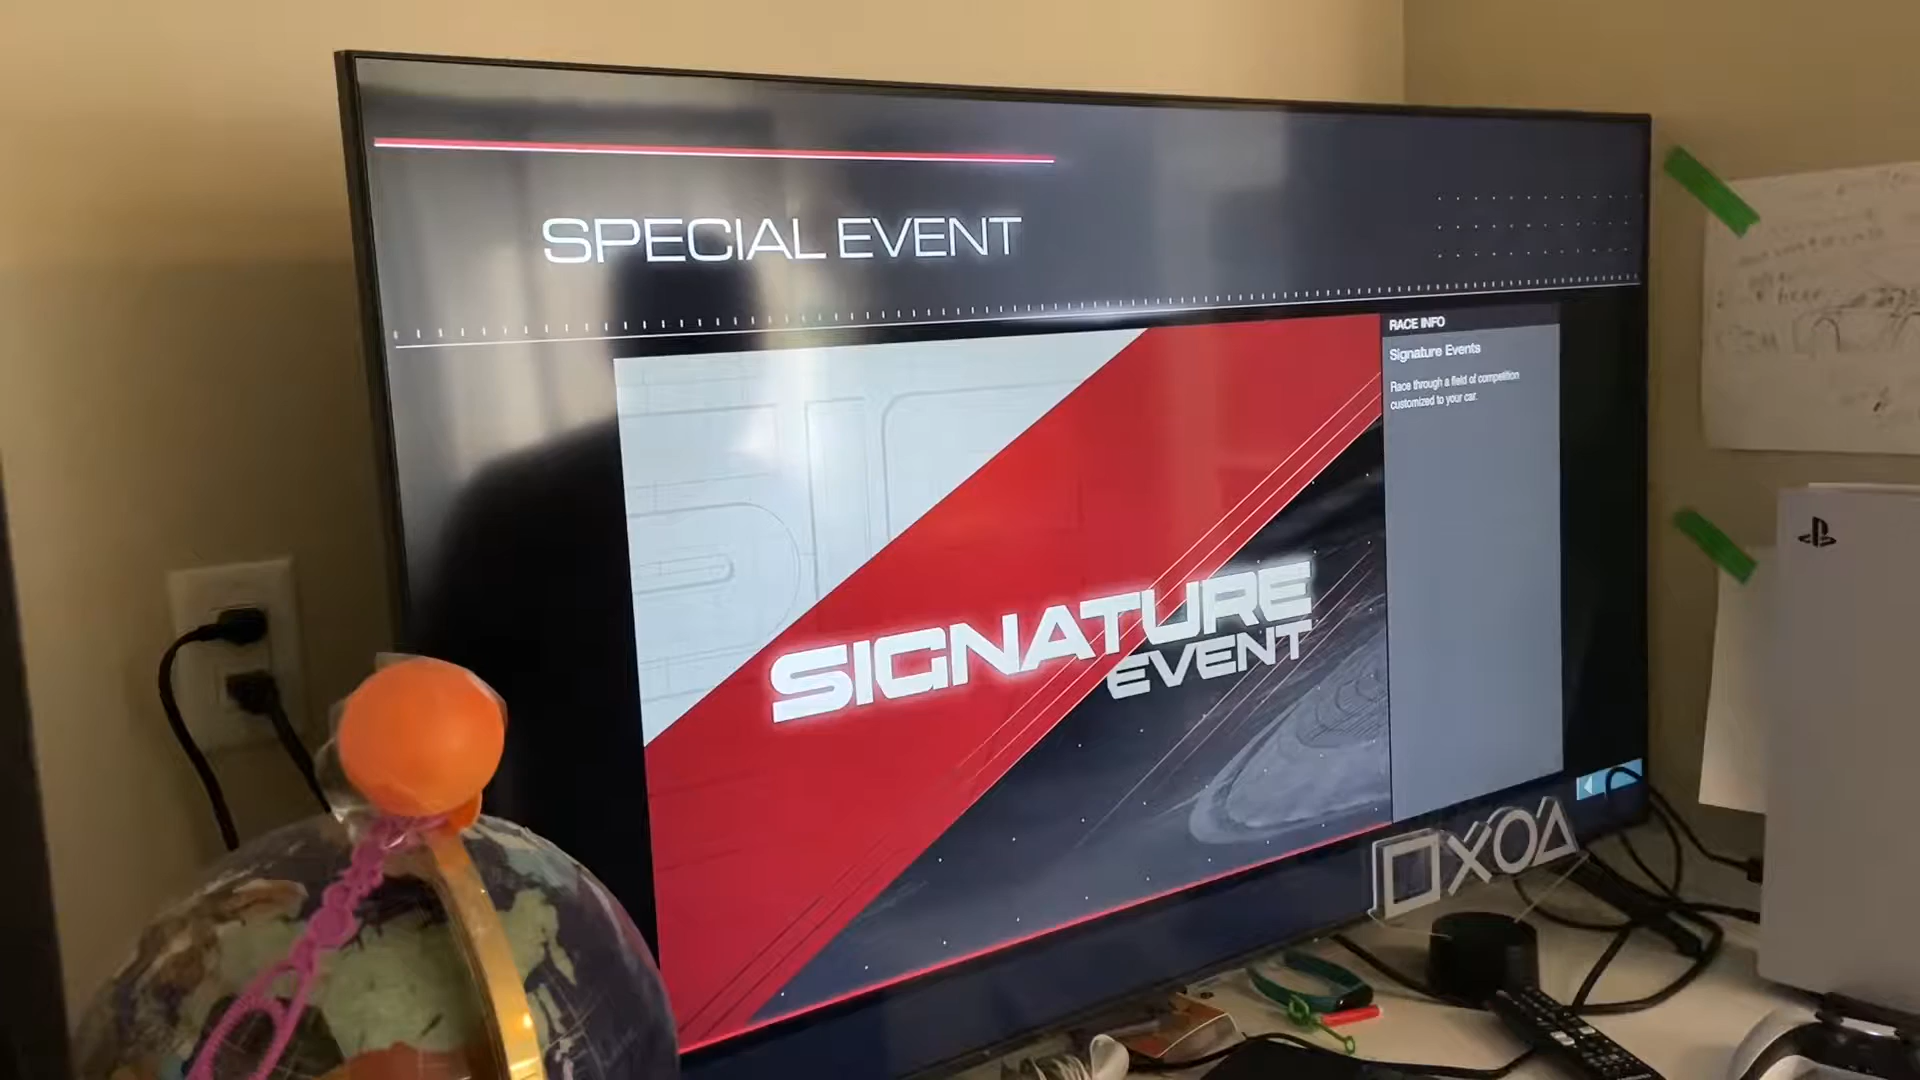 SPECIAL EVENT
RACE INFO
Signature Events
Race through a field of competition
customized to your car.
SIGNATURE
EVENT